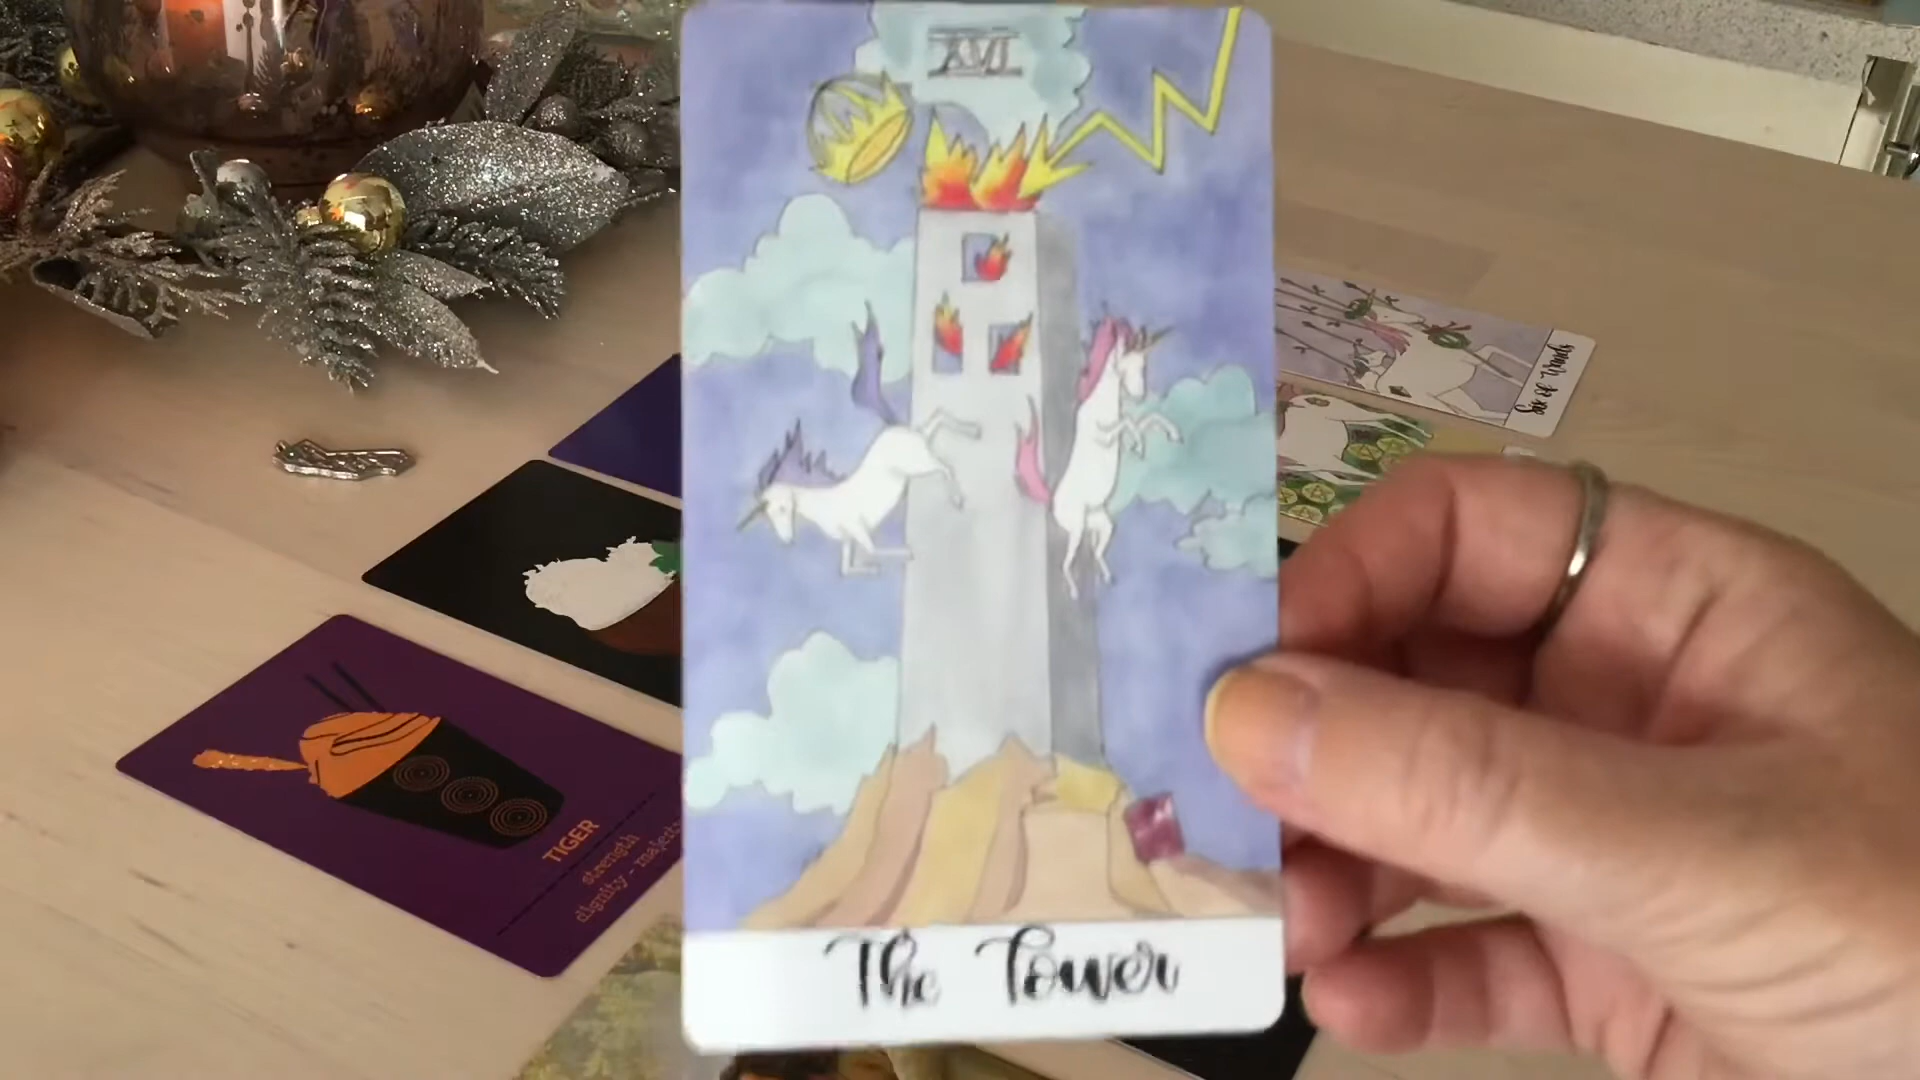 XVI
The Tower
Six of Wands
TIGER
strength
dignity - majesty